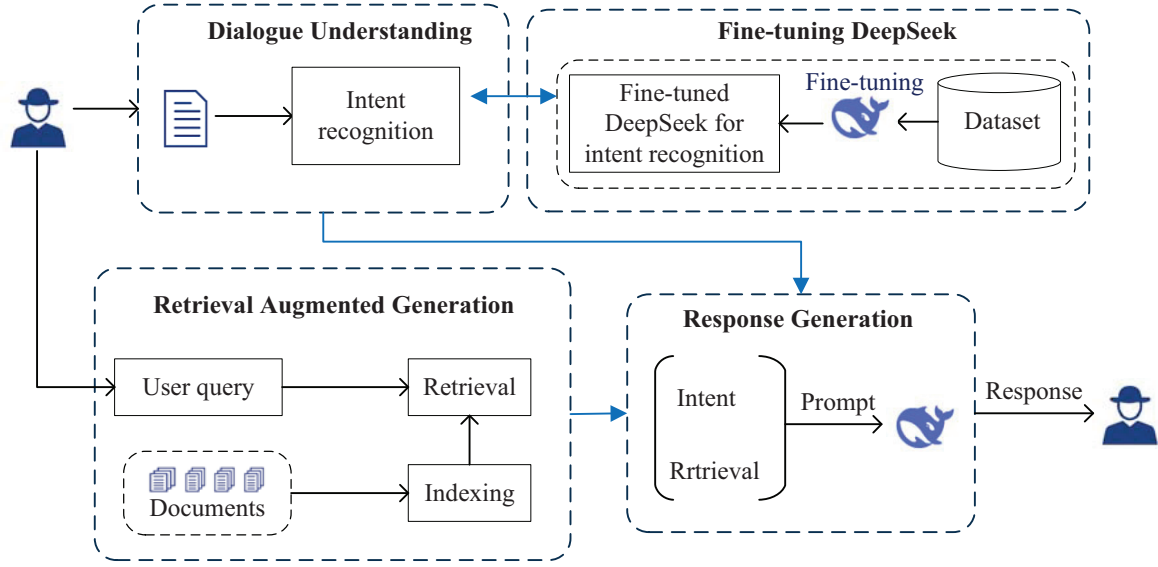 Dialogue Understanding
Intent
recognition
Fine-tuning DeepSeek
Fine-tuned
DeepSeek for
intent recognition
Fine-tuning
Dataset
Retrieval Augmented Generation
User query
Retrieval
Documents
Indexing
Response Generation
Intent
Rrtrieval
Prompt
Response